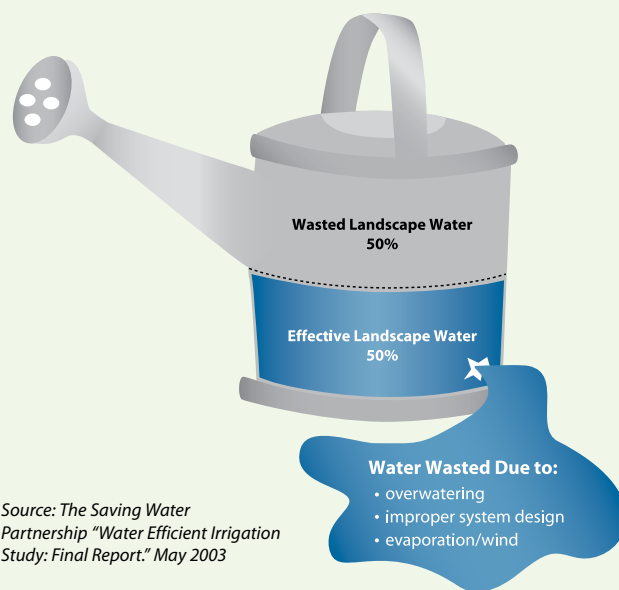 Wasted Landscape Water
50%
Effective Landscape Water
50%
Water Wasted Due to:
• overwatering
• improper system design
• evaporation/wind
Source: The Saving Water
Partnership “Water Efficient Irrigation
Study: Final Report.” May 2003